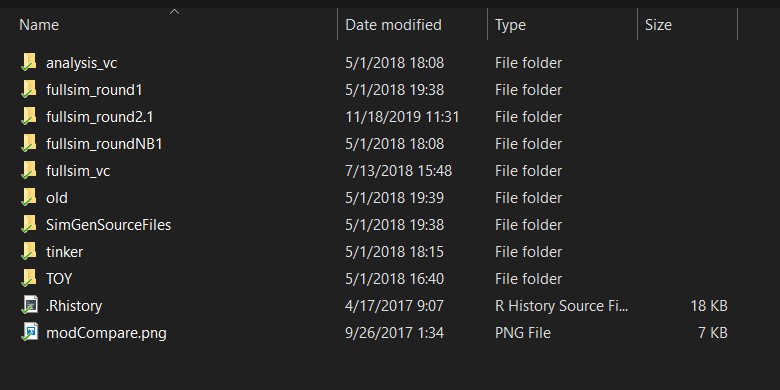 Name Date modified Type Size
analysis_vc 5/1/2018 18:08 File folder
fullsim_round1 5/1/2018 19:38 File folder
fullsim_round2.1 11/18/2019 11:31 File folder
fullsim_roundNB1 5/1/2018 18:08 File folder
fullsim_vc 7/13/2018 15:48 File folder
old 5/1/2018 19:39 File folder
SimGenSourceFiles 5/1/2018 19:38 File folder
tinker 5/1/2018 18:15 File folder
TOY 5/1/2018 16:40 File folder
.Rhistory 4/17/2017 9:07 R History Source Fi... 18 KB
modCompare.png 9/26/2017 1:34 PNG File 7 KB